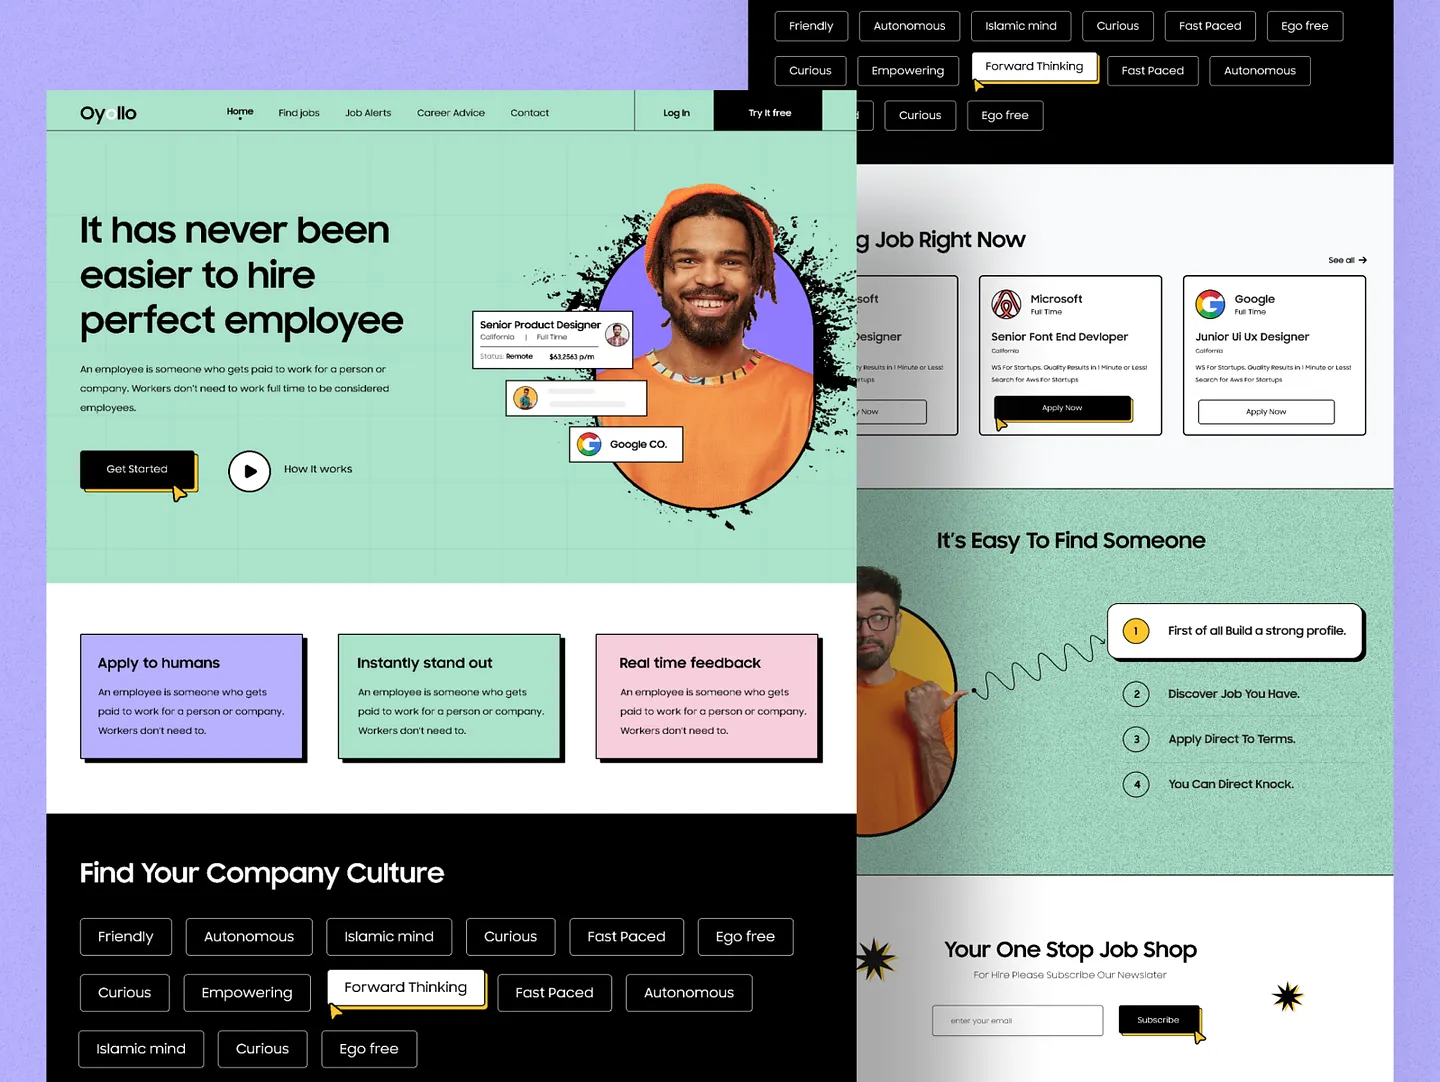 Oyollo
Home
Find jobs
Job Alerts
Career Advice
Contact
Log In
Try It free
It has never been
easier to hire
perfect employee
An employee is someone who gets paid to work for a person or
company. Workers don't need to work full time to be considered
employees.
Get Started
How It works
Senior Product Designer
California | Full Time
Status: Remote $63,2563 p/m
Google CO.
Apply to humans
An employee is someone who gets
paid to work for a person or company.
Workers don't need to.
Instantly stand out
An employee is someone who gets
paid to work for a person or company.
Workers don't need to.
Real time feedback
An employee is someone who gets
paid to work for a person or company.
Workers don't need to.
Find Your Company Culture
Friendly
Autonomous
Islamic mind
Curious
Fast Paced
Ego free
Curious
Empowering
Forward Thinking
Fast Paced
Autonomous
Islamic mind
Curious
Ego free
Friendly
Autonomous
Islamic mind
Curious
Fast Paced
Ego free
Curious
Empowering
Forward Thinking
Fast Paced
Autonomous
d
Curious
Ego free
g Job Right Now
See all
soft
esigner
Results in 1 Minute or Less!
rtups
Now
Microsoft
Full Time
Senior Font End Devloper
California
WS For Startups. Quality Results in 1 Minute or Less!
Search for Aws For Startups
Apply Now
Google
Full Time
Junior Ui Ux Designer
California
WS For Startups. Quality Results in 1 Minute or Less!
Search for Aws For Startups
Apply Now
It's Easy To Find Someone
1 First of all Build a strong profile.
2 Discover Job You Have.
3 Apply Direct To Terms.
4 You Can Direct Knock.
Your One Stop Job Shop
For Hire Please Subscribe Our Newslater
enter your email
Subscribe